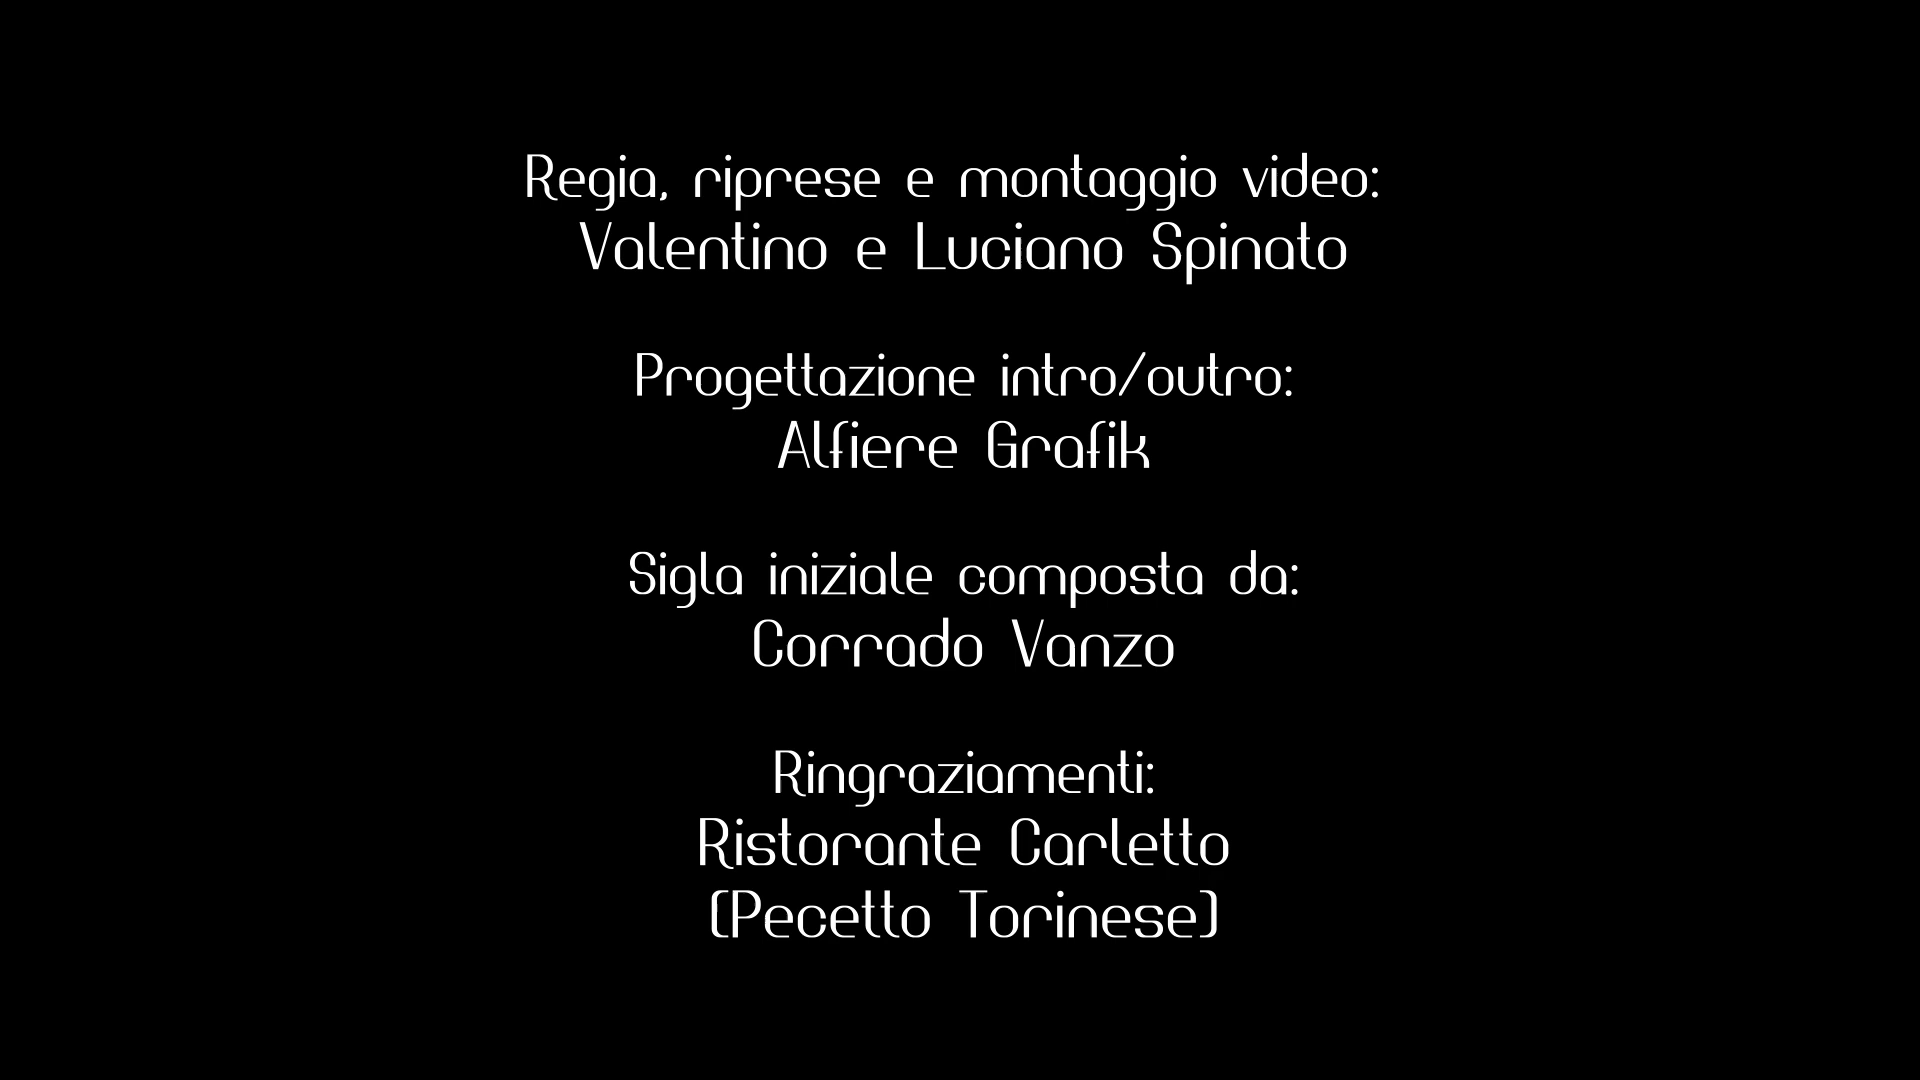 Regia, riprese e montaggio video:
Valentino e Luciano Spinato
Progettazione intro/outro:
Alfiere Grafik
Sigla iniziale composta da:
Corrado Vanzo
Ringraziamenti:
Ristorante Carletto
(Pecetto Torinese)